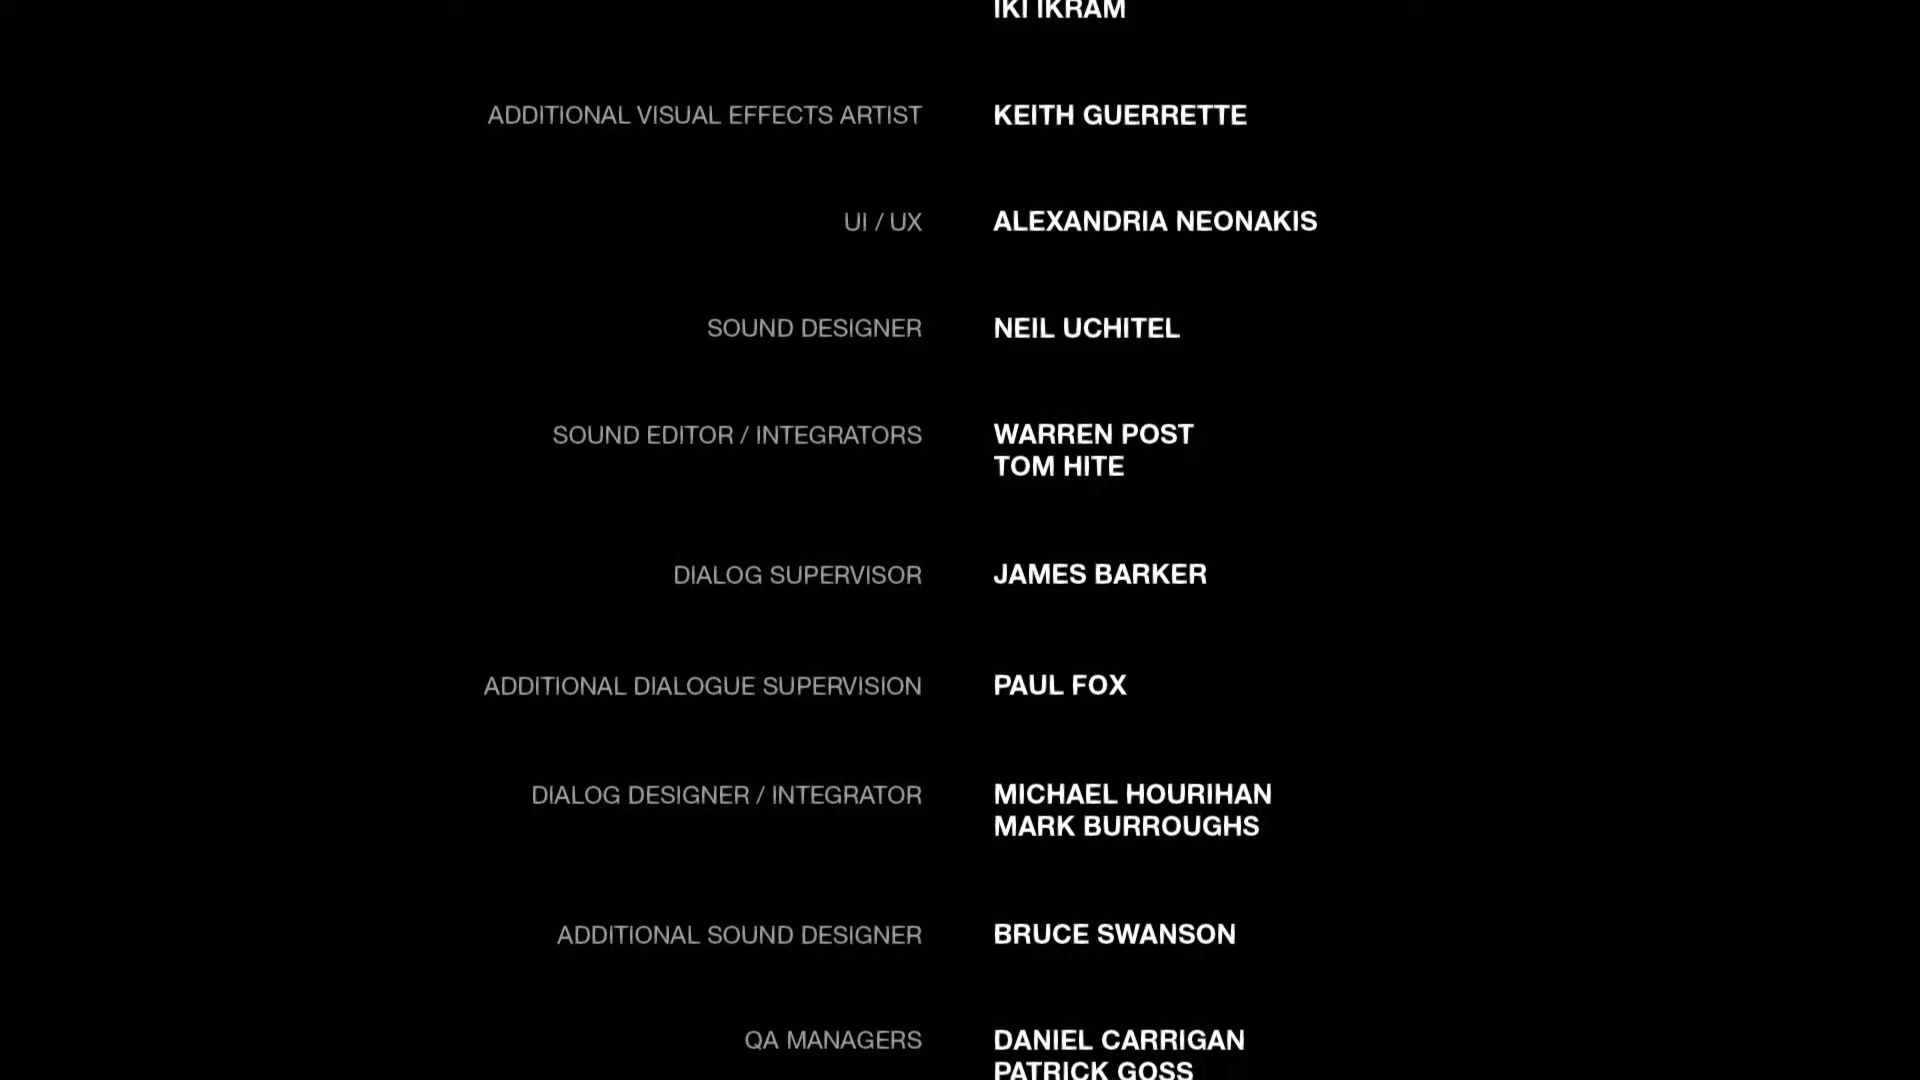 IKI IKRAM
ADDITIONAL VISUAL EFFECTS ARTIST KEITH GUERRETTE
UI / UX ALEXANDRIA NEONAKIS
SOUND DESIGNER NEIL UCHITEL
SOUND EDITOR / INTEGRATORS WARREN POST
TOM HITE
DIALOG SUPERVISOR JAMES BARKER
ADDITIONAL DIALOGUE SUPERVISION PAUL FOX
DIALOG DESIGNER / INTEGRATOR MICHAEL HOURIHAN
MARK BURROUGHS
ADDITIONAL SOUND DESIGNER BRUCE SWANSON
QA MANAGERS DANIEL CARRIGAN
PATRICK GOSS